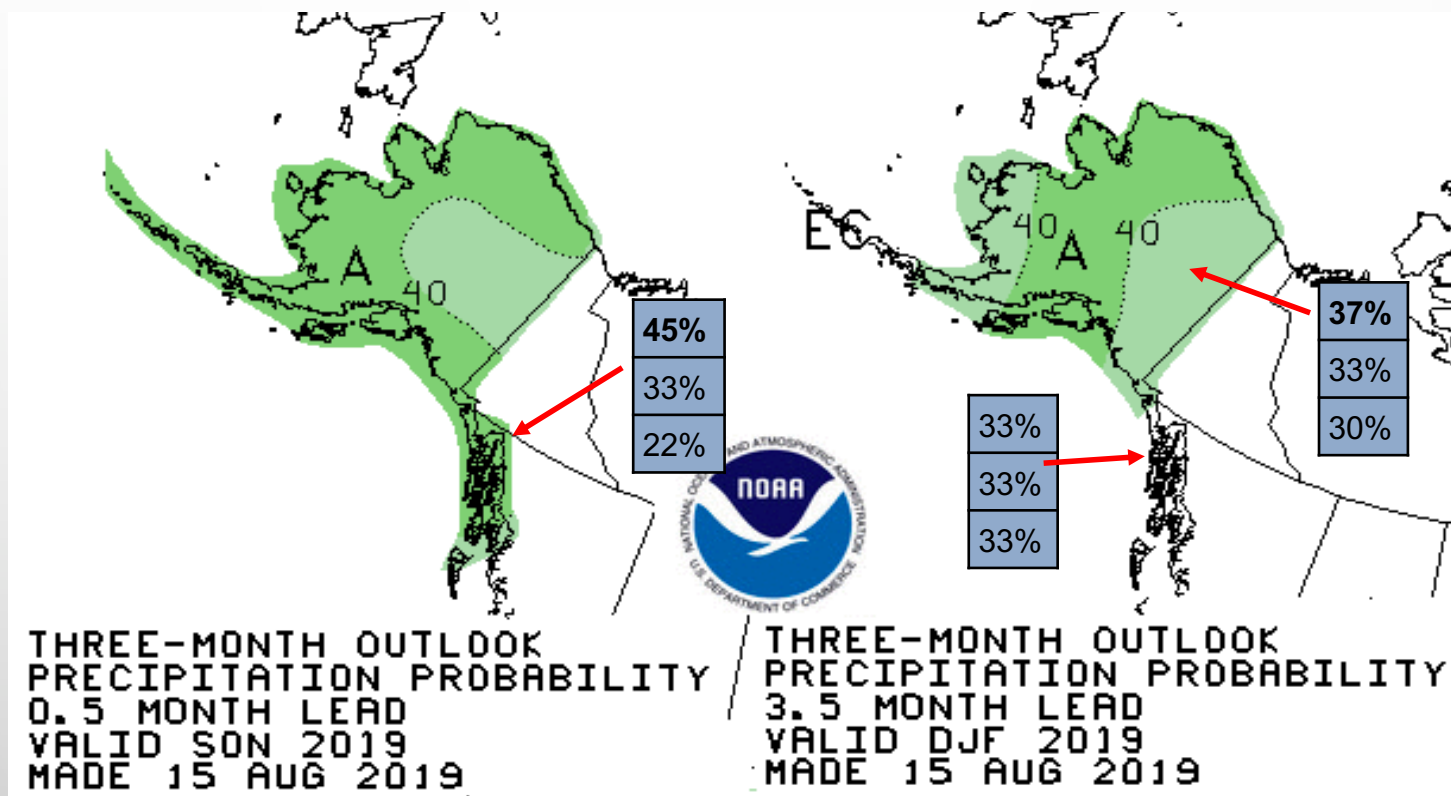 A
40
45%
33%
22%
EC
40
A
40
37%
33%
30%
33%
33%
33%
NOAA
NATIONAL OCEANIC AND ATMOSPHERIC ADMINISTRATION
U.S. DEPARTMENT OF COMMERCE
THREE-MONTH OUTLOOK
PRECIPITATION PROBABILITY
0.5 MONTH LEAD
VALID SON 2019
MADE 15 AUG 2019
THREE-MONTH OUTLOOK
PRECIPITATION PROBABILITY
3.5 MONTH LEAD
VALID DJF 2019
MADE 15 AUG 2019